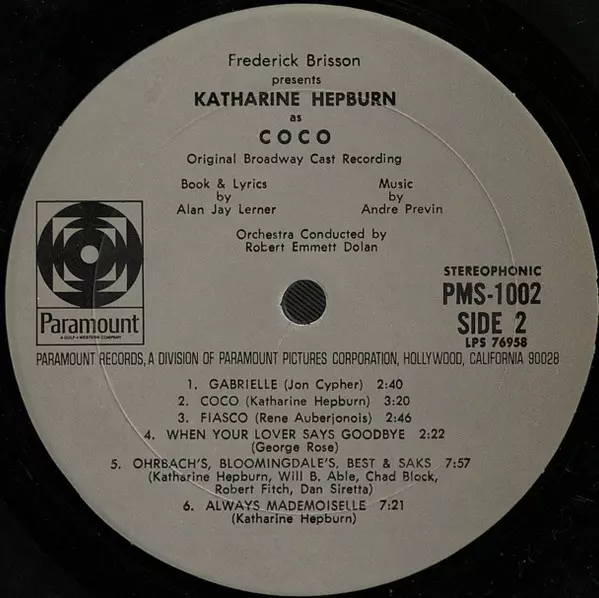 Frederick Brisson
presents
KATHARINE HEPBURN
as
COCO
Original Broadway Cast Recording
Book & Lyrics
by
Alan Jay Lerner
Music
by
Andre Previn
Orchestra Conducted by
Robert Emmett Dolan
Paramount
A GULF + WESTERN COMPANY
STEREOPHONIC
PMS-1002
SIDE 2
LPS 76958
PARAMOUNT RECORDS, A DIVISION OF PARAMOUNT PICTURES CORPORATION, HOLLYWOOD, CALIFORNIA 90028
1. GABRIELLE (Jon Cypher) 2:40
2. COCO (Katharine Hepburn) 3:20
3. FIASCO (Rene Auberjonois) 2:46
4. WHEN YOUR LOVER SAYS GOODBYE 2:22
(George Rose)
5. OHRBACH'S, BLOOMINGDALE'S, BEST & SAKS 7:57
(Katharine Hepburn, Will B. Able, Chad Block,
Robert Fitch, Dan Siretta)
6. ALWAYS MADEMOISELLE 7:21
(Katharine Hepburn)